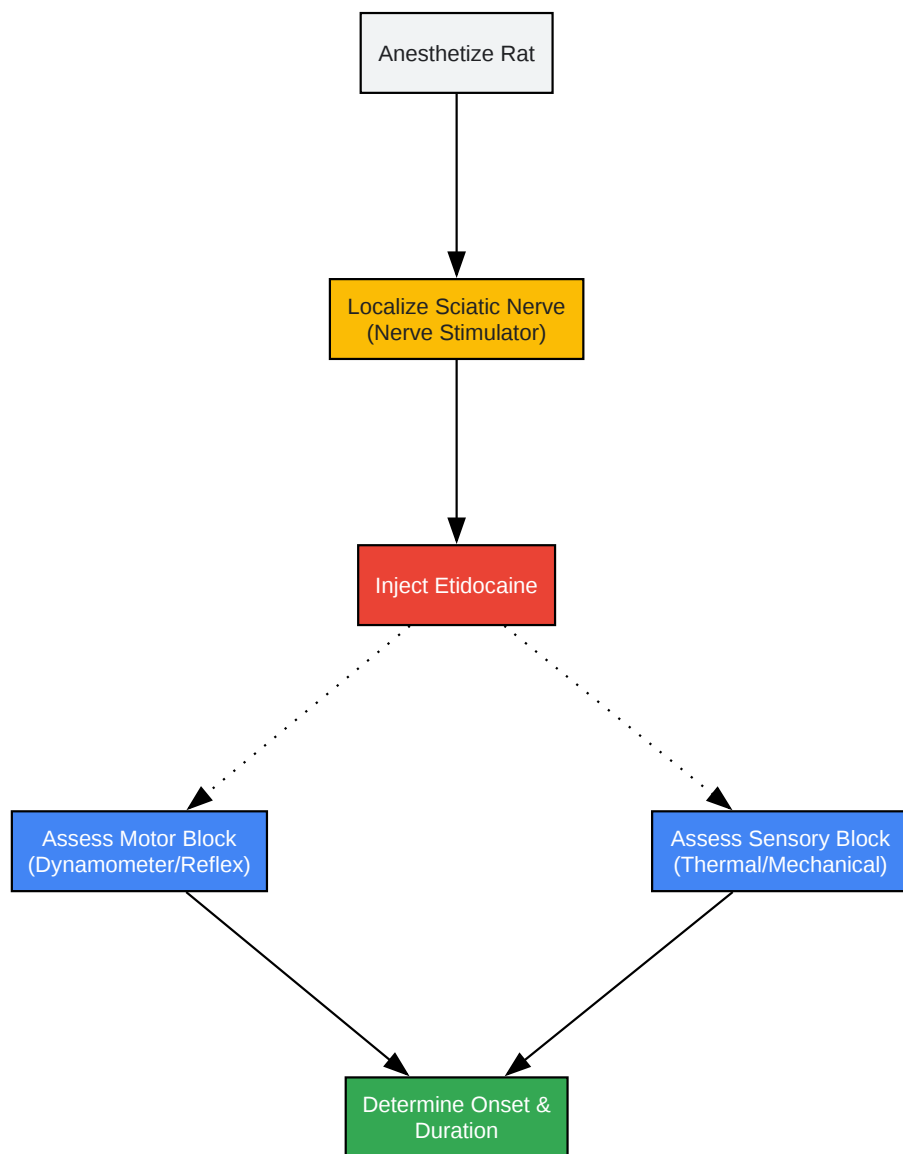 Anesthetize Rat
Localize Sciatic Nerve
(Nerve Stimulator)
Inject Etidocaine
Assess Motor Block
(Dynamometer/Reflex)
Assess Sensory Block
(Thermal/Mechanical)
Determine Onset &
Duration